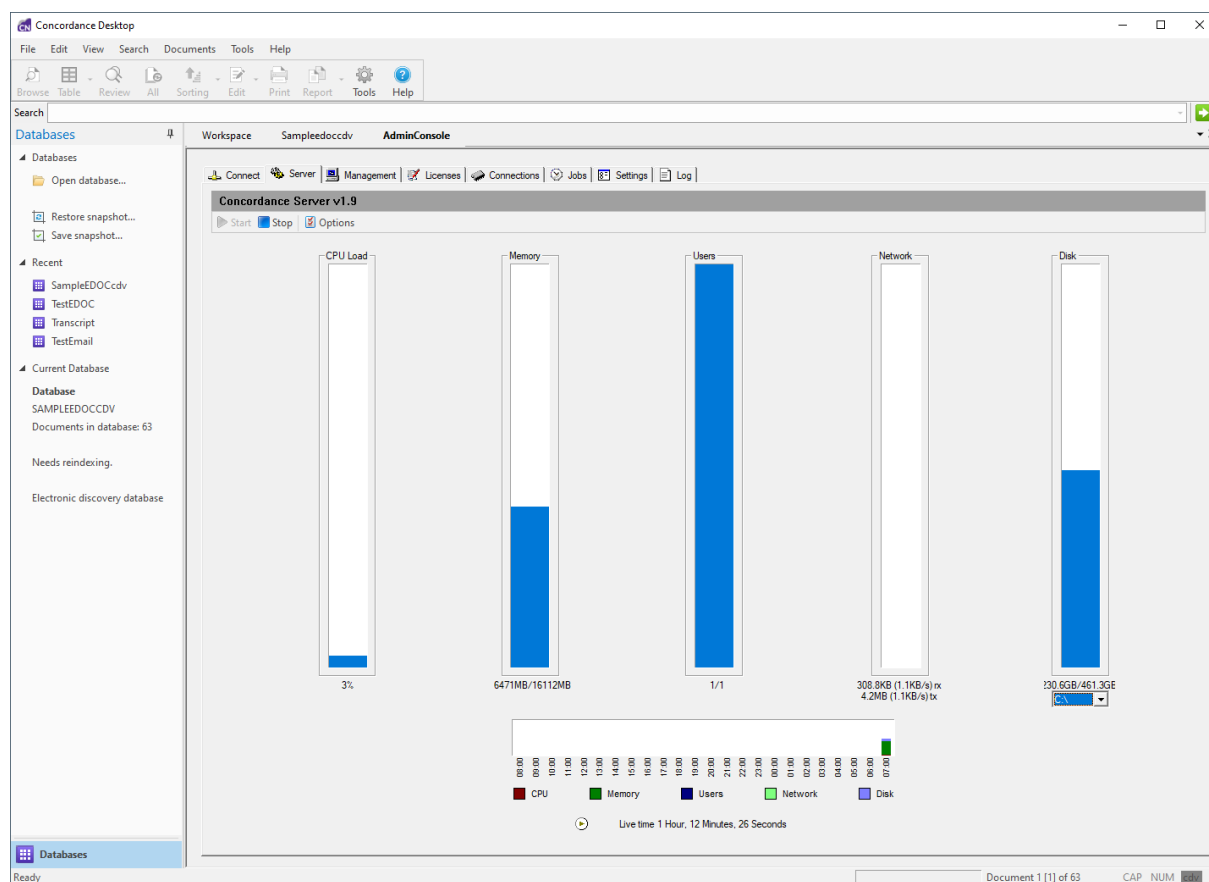 Concordance Desktop
File Edit View Search Documents Tools Help
Browse Table Review All Sorting Edit Print Report Tools Help
Search
Databases
Workspace Sampleedoccdv AdminConsole
Databases
Open database...
Restore snapshot...
Save snapshot...
Recent
SampleEDOCcdv
TestEDOC
Transcript
TestEmail
Current Database
Database
SAMPLEEDOCCDV
Documents in database: 63
Needs reindexing.
Electronic discovery database
Databases
Connect Server Management Licenses Connections Jobs Settings Log
Concordance Server v1.9
Start Stop Options
CPU Load Memory Users Network Disk
3% 6471MB/16112MB 1/1 308.8KB (1.1KB/s) rx 230.6GB/461.3GB
4.2MB (1.1KB/s) tx C:\
08:00 09:00 10:00 11:00 12:00 13:00 14:00 15:00 16:00 17:00 18:00 19:00 20:00 21:00 22:00 23:00 00:00 01:00 02:00 03:00 04:00 05:00 06:00 07:00
CPU Memory Users Network Disk
Live time 1 Hour, 12 Minutes, 26 Seconds
Ready Document 1 [1] of 63 CAP NUM cdv